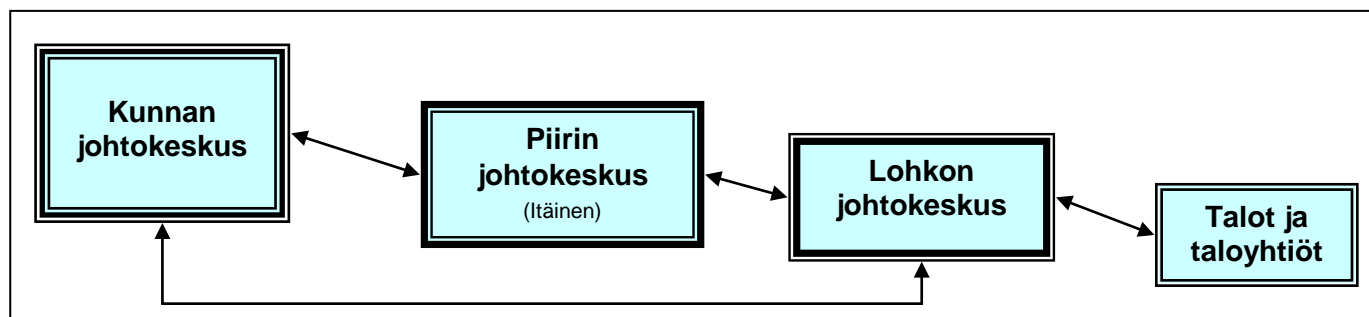 Kunnan
johtokeskus
Piirin
johtokeskus
(Itäinen)
Lohkon
johtokeskus
Talot ja
taloyhtiöt